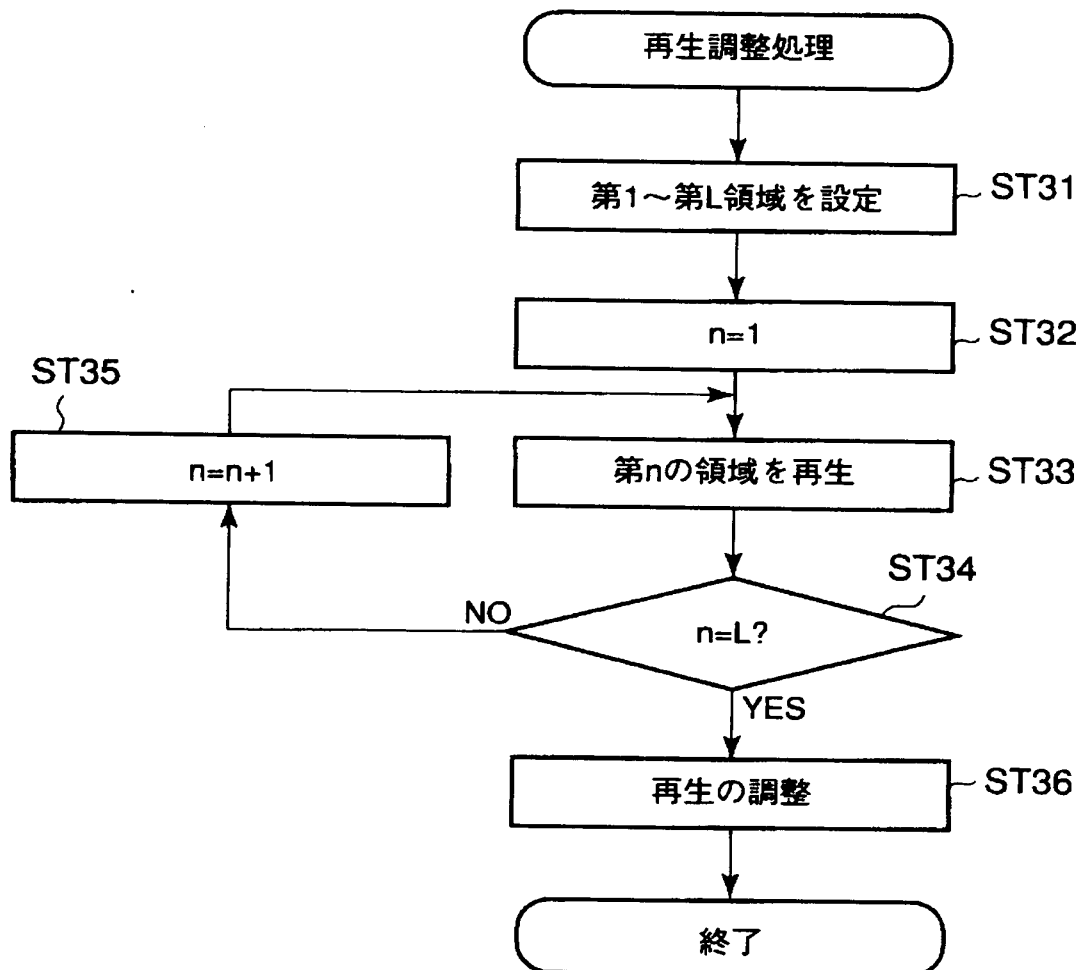 再生調整処理
第1～第L領域を設定
ST31
n=1
ST32
ST35
n=n+1
第nの領域を再生
ST33
ST34
NO
n=L?
YES
再生の調整
ST36
終了